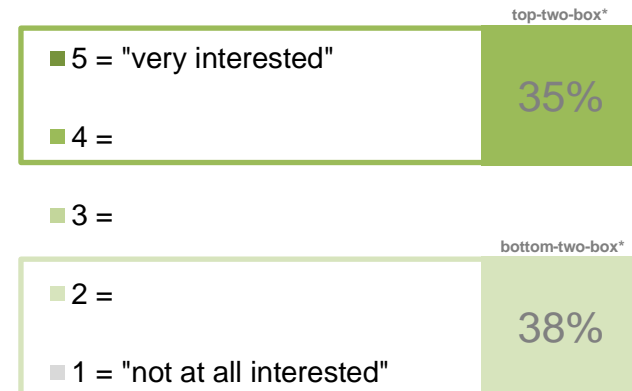 top-two-box*
5 = "very interested"
35%
4 =
3 =
bottom-two-box*
2 =
38%
1 = "not at all interested"